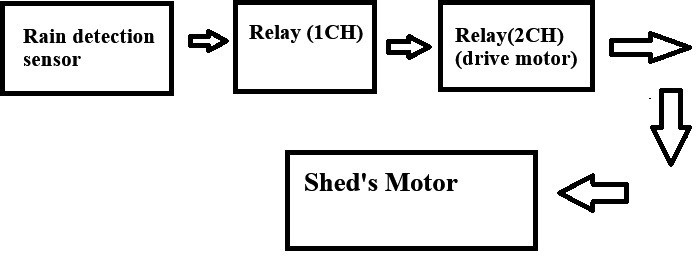 Rain detection
sensor
Relay (1CH)
Relay(2CH)
(drive motor)
Shed's Motor